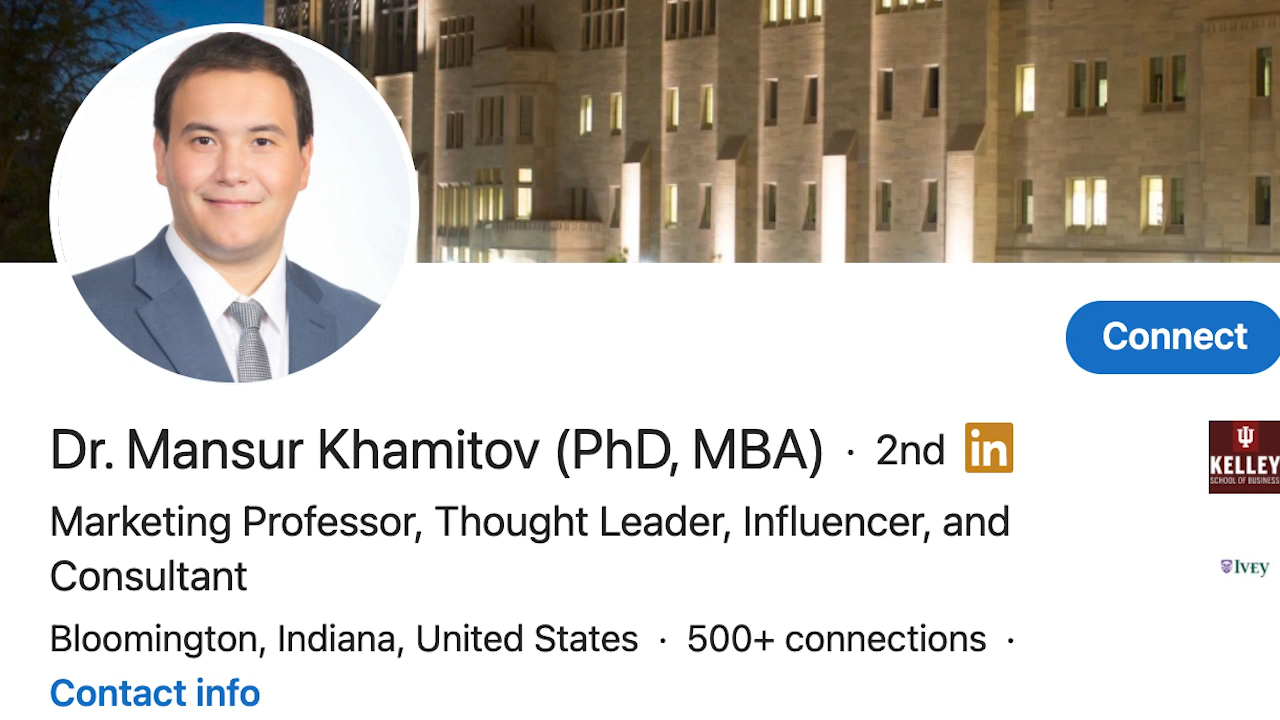 Connect
Dr. Mansur Khamitov (PhD, MBA) · 2nd in
KELLEY
SCHOOL OF BUSINESS
Marketing Professor, Thought Leader, Influencer, and
Consultant
IVEY
Bloomington, Indiana, United States · 500+ connections ·
Contact info